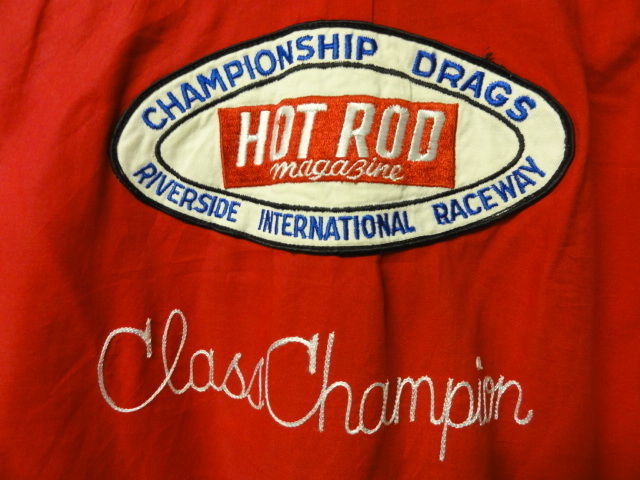 CHAMPIONSHIP DRAGS
HOT ROD
magazine
RIVERSIDE INTERNATIONAL RACEWAY
Class Champion